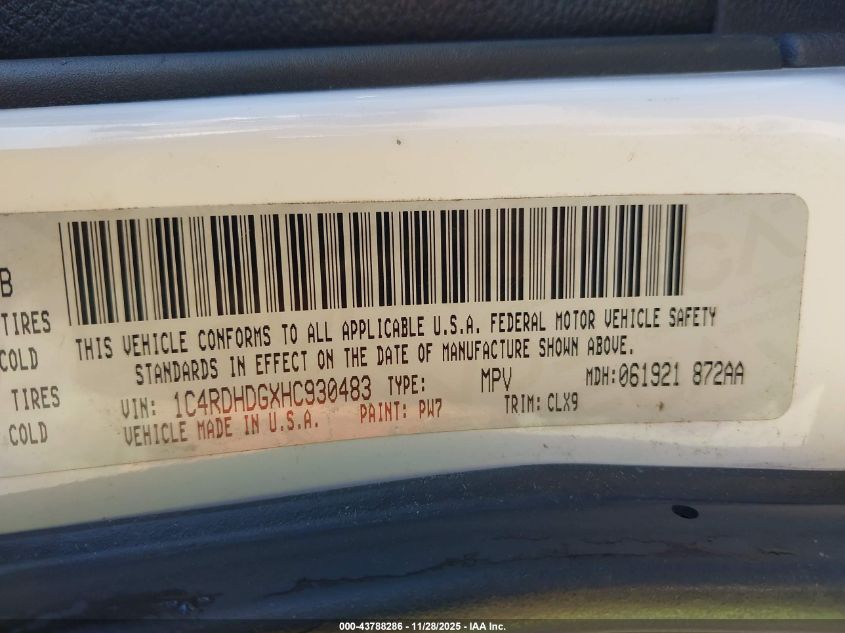 B
TIRES
COLD
TIRES
COLD
THIS VEHICLE CONFORMS TO ALL APPLICABLE U.S.A. FEDERAL MOTOR VEHICLE SAFETY
STANDARDS IN EFFECT ON THE DATE OF MANUFACTURE SHOWN ABOVE.
VIN: 1C4RDHDGXHC930483 TYPE: MPV MDH:061921 872AA
VEHICLE MADE IN U.S.A. PAINT: PW7 TRIM: CLX9
000-43788286 - 11/28/2025 - IAA Inc.